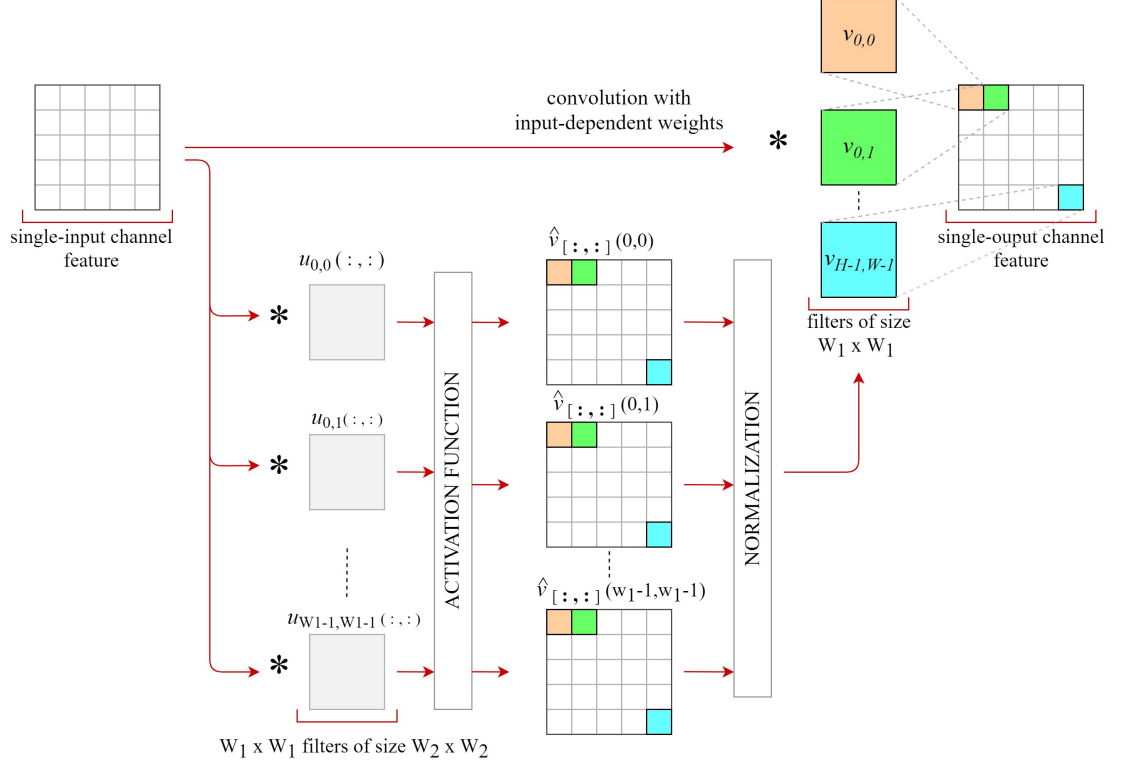 v0,0
convolution with
input-dependent weights
*
v0,1
single-input channel
feature
single-ouput channel
feature
vH-1,W-1
filters of size
W1 x W1
u0,0 ( : , : )
v̂[:,:](0,0)
*
u0,1( : , : )
v̂[:,:](0,1)
*
ACTIVATION FUNCTION
NORMALIZATION
uW1-1,W1-1 ( : , : )
v̂[:,:](w1-1,w1-1)
*
W1 x W1 filters of size W2 x W2